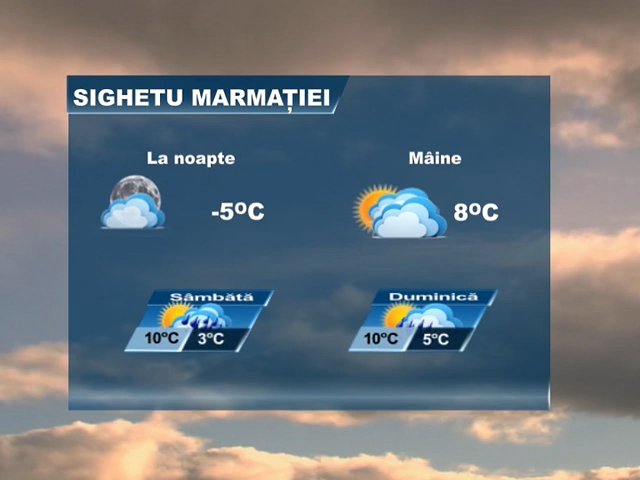 SIGHETU MARMAȚIEI
La noapte
Mâine
-5ºC
8ºC
Sâmbătă
Duminică
10ºC
3ºC
10ºC
5ºC